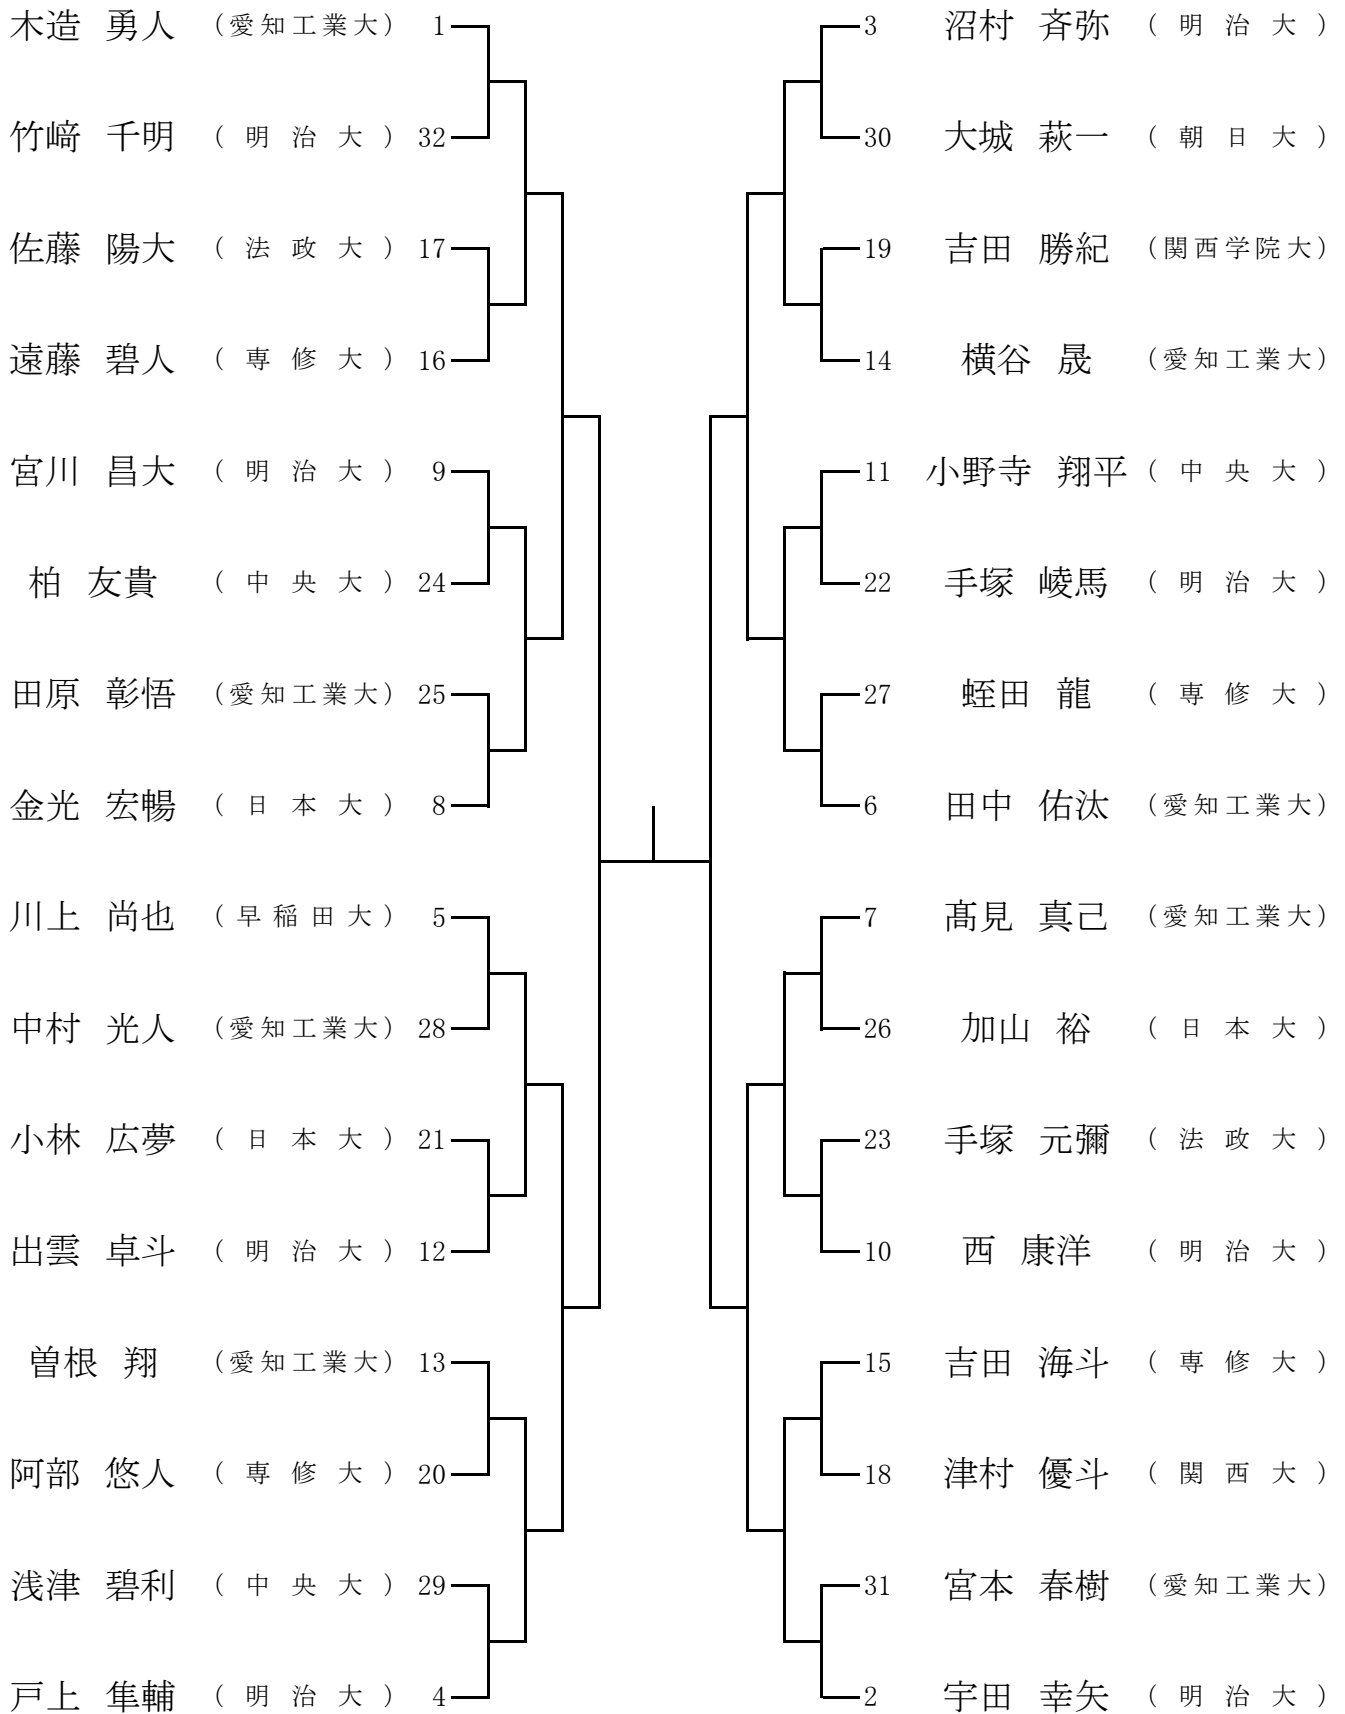 木造 勇人 (愛知工業大) 1
竹﨑 千明 (明治大) 32
佐藤 陽大 (法政大) 17
遠藤 碧人 (専修大) 16
宮川 昌大 (明治大) 9
柏 友貴 (中央大) 24
田原 彰悟 (愛知工業大) 25
金光 宏暢 (日本大) 8
川上 尚也 (早稲田大) 5
中村 光人 (愛知工業大) 28
小林 広夢 (日本大) 21
出雲 卓斗 (明治大) 12
曽根 翔 (愛知工業大) 13
阿部 悠人 (専修大) 20
浅津 碧利 (中央大) 29
戸上 隼輔 (明治大) 4
3 沼村 斉弥 (明治大)
30 大城 萩一 (朝日大)
19 吉田 勝紀 (関西学院大)
14 横谷 晟 (愛知工業大)
11 小野寺 翔平 (中央大)
22 手塚 崚馬 (明治大)
27 蛭田 龍 (専修大)
6 田中 佑汰 (愛知工業大)
7 髙見 真己 (愛知工業大)
26 加山 裕 (日本大)
23 手塚 元彌 (法政大)
10 西 康洋 (明治大)
15 吉田 海斗 (専修大)
18 津村 優斗 (関西大)
31 宮本 春樹 (愛知工業大)
2 宇田 幸矢 (明治大)